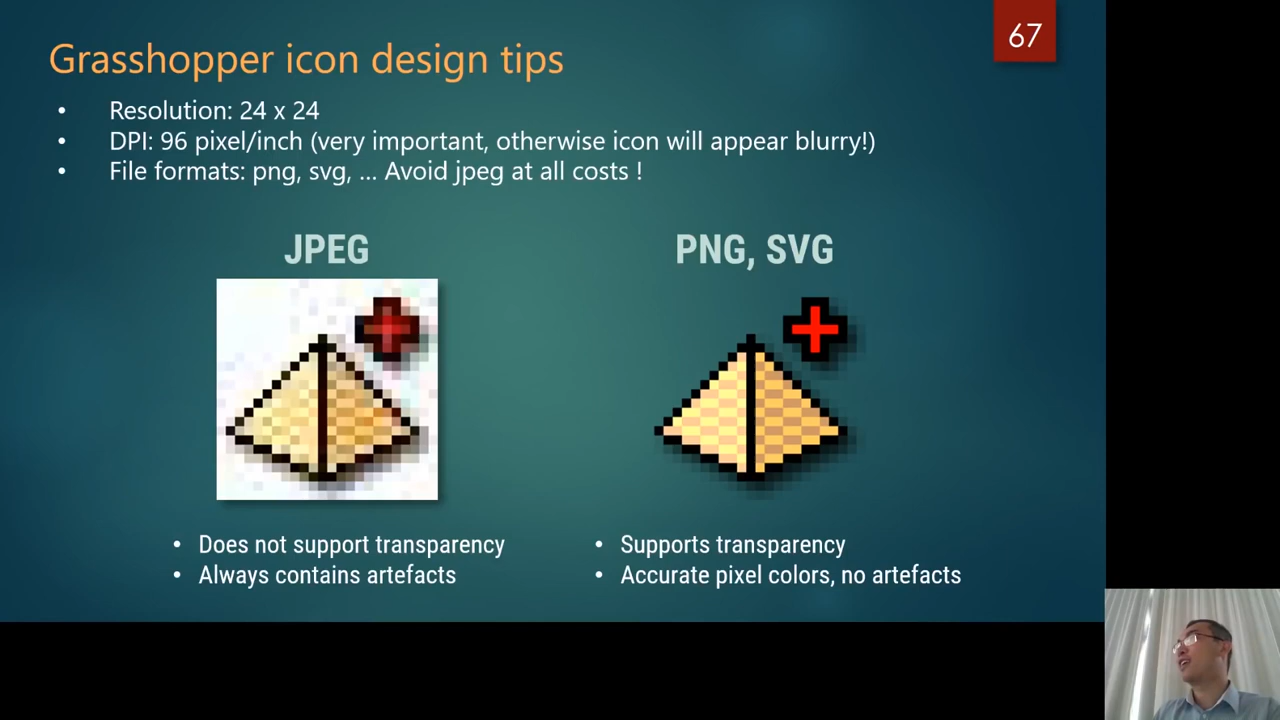 67
Grasshopper icon design tips
• Resolution: 24 x 24
• DPI: 96 pixel/inch (very important, otherwise icon will appear blurry!)
• File formats: png, svg, ... Avoid jpeg at all costs !
JPEG
PNG, SVG
• Does not support transparency
• Always contains artefacts
• Supports transparency
• Accurate pixel colors, no artefacts